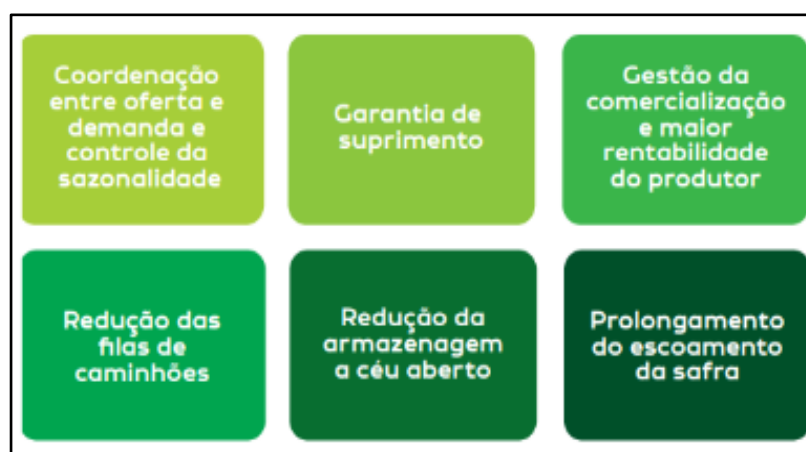 Coordenação
entre oferta e
demanda e
controle da
sazonalidade
Garantia de
suprimento
Gestão da
comercialização
e maior
rentabilidade
do produtor
Redução das
filas de
caminhões
Redução da
armazenagem
a céu aberto
Prolongamento
do escoamento
da safra